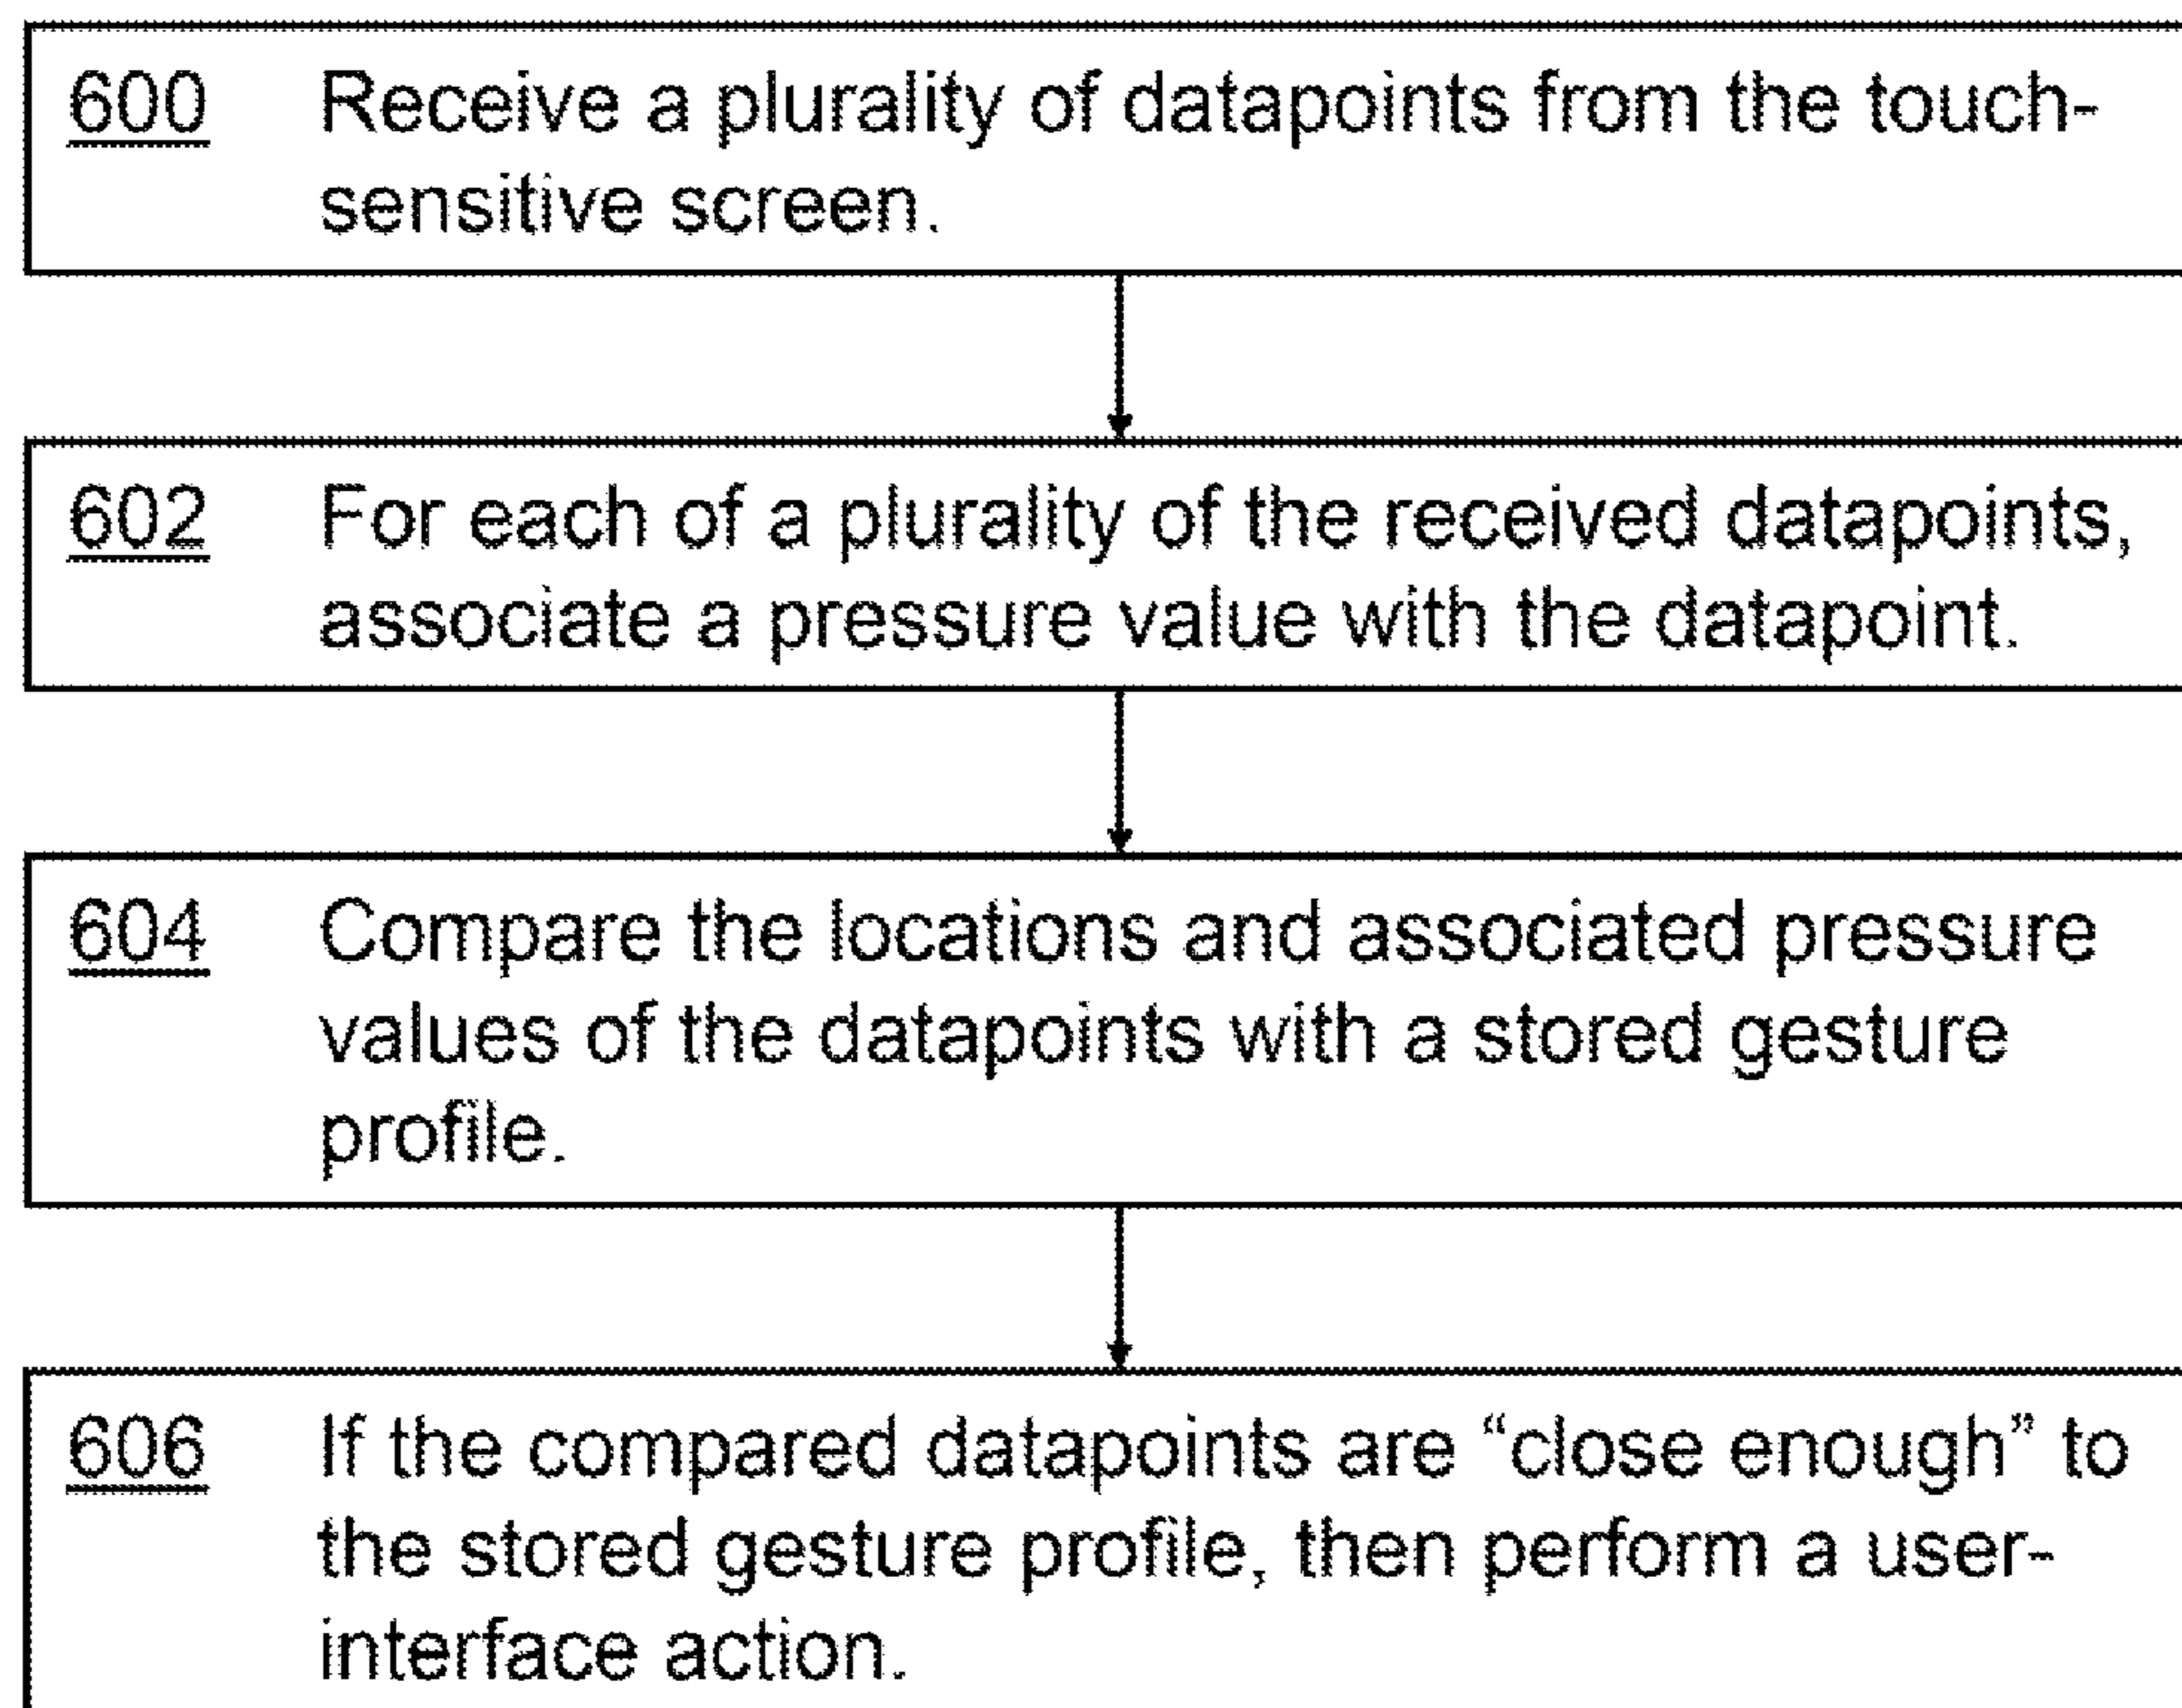 600 Receive a plurality of datapoints from the touch-
sensitive screen.
602 For each of a plurality of the received datapoints,
associate a pressure value with the datapoint.
604 Compare the locations and associated pressure
values of the datapoints with a stored gesture
profile.
606 If the compared datapoints are “close enough” to
the stored gesture profile, then perform a user-
interface action.